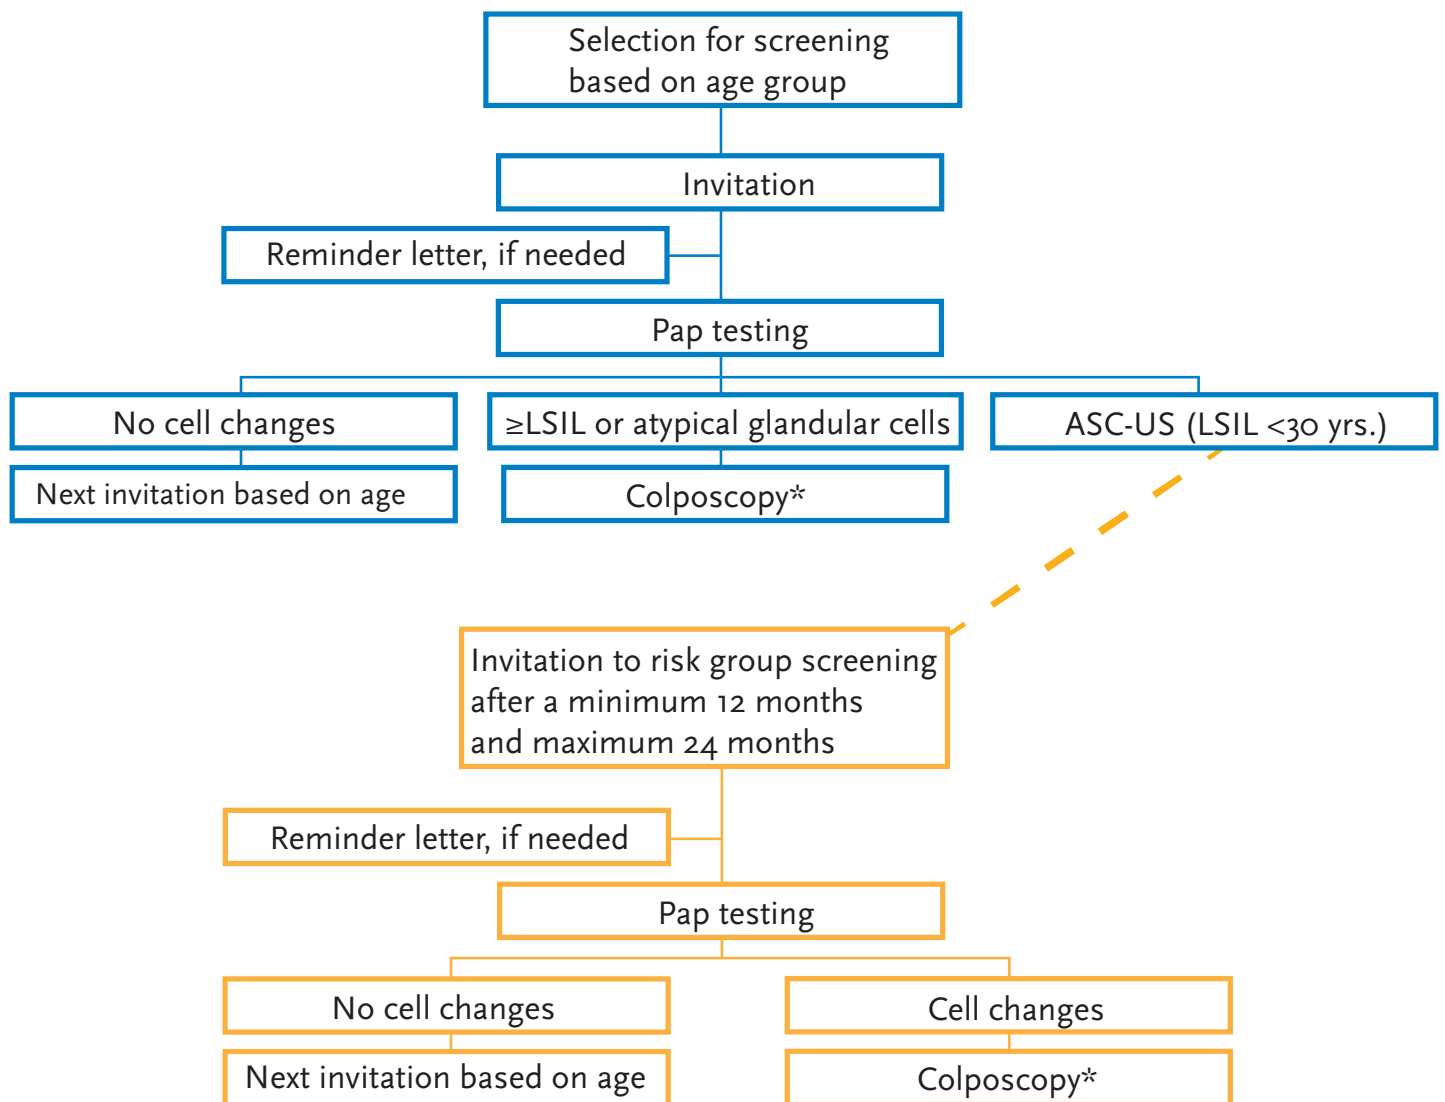 Selection for screening
based on age group
Invitation
Reminder letter, if needed
Pap testing
No cell changes
≥LSIL or atypical glandular cells
ASC-US (LSIL <30 yrs.)
Next invitation based on age
Colposcopy*
Invitation to risk group screening
after a minimum 12 months
and maximum 24 months
Reminder letter, if needed
Pap testing
No cell changes
Cell changes
Next invitation based on age
Colposcopy*